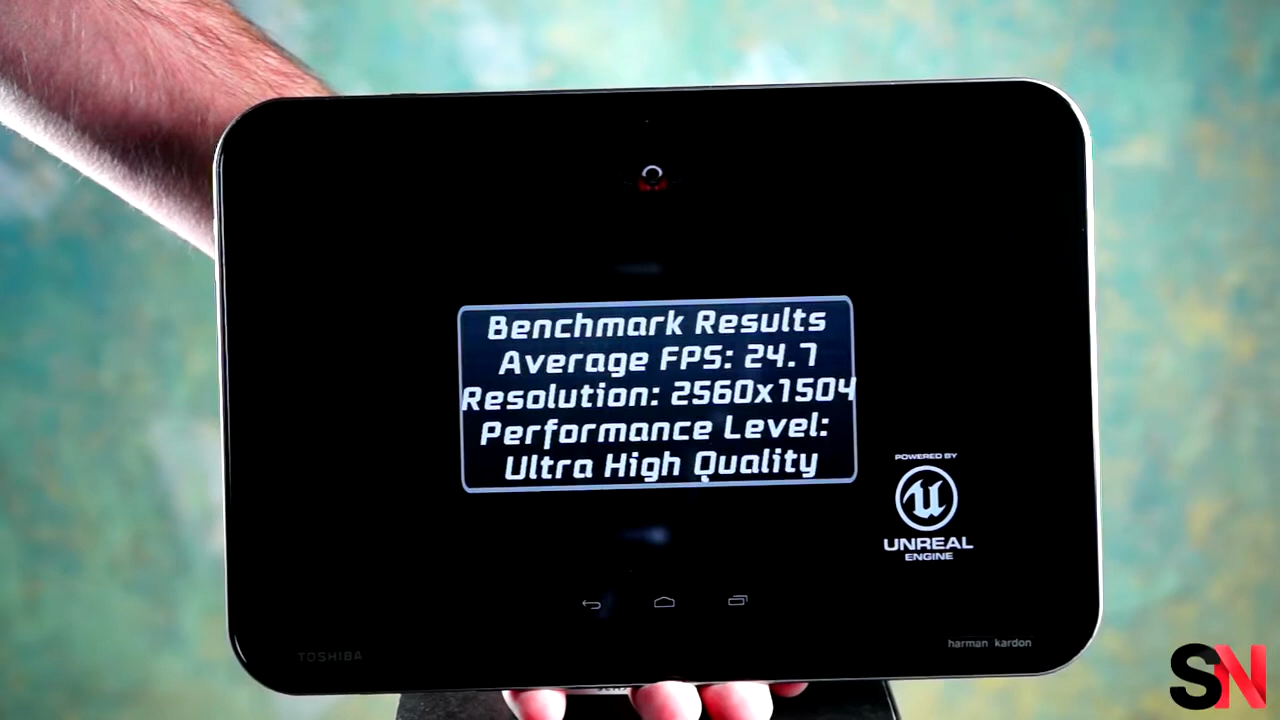 Benchmark Results
Average FPS: 24.7
Resolution: 2560x1504
Performance Level:
Ultra High Quality
POWERED BY
UNREAL
ENGINE
TOSHIBA
harman kardon
SN